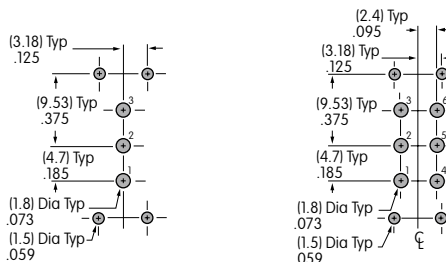 (3.18) Typ
.125
3
(9.53) Typ
.375
2
(4.7) Typ
.185
1
(1.8) Dia Typ
.073
(1.5) Dia Typ
.059
(2.4) Typ
.095
(3.18) Typ
.125
3 6
(9.53) Typ
.375
2 5
(4.7) Typ
.185
1 4
(1.8) Dia Typ
.073
(1.5) Dia Typ
.059
℄